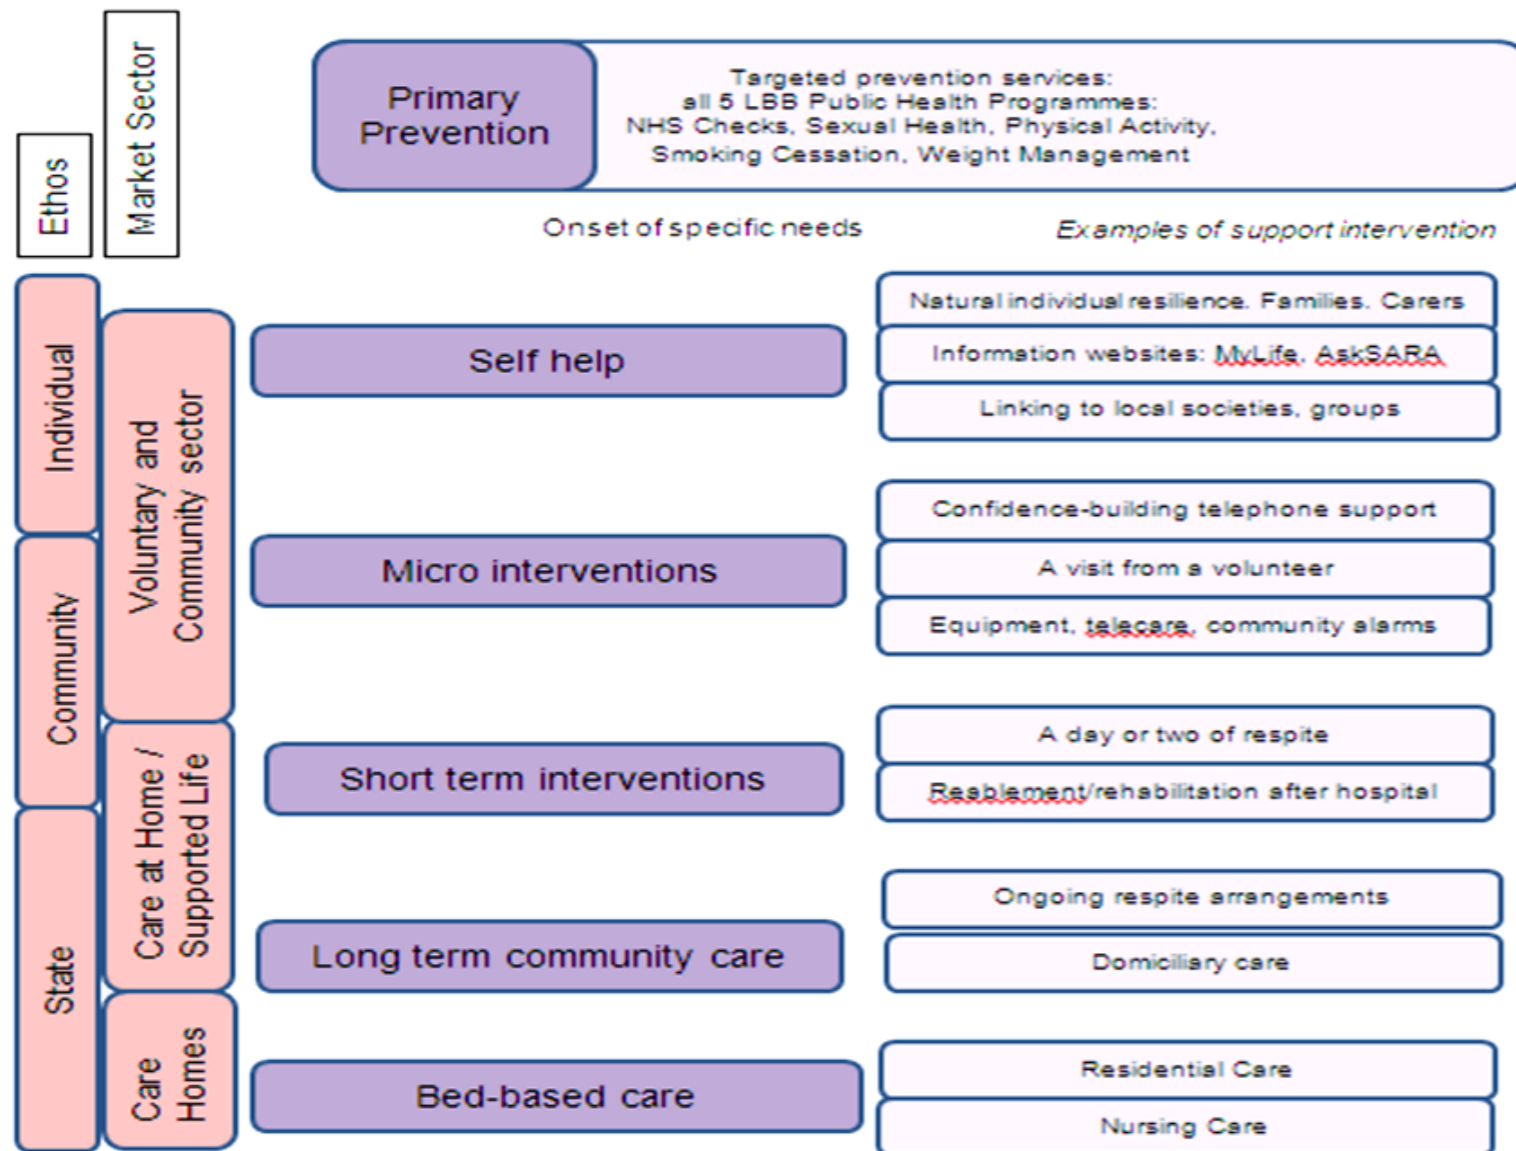 Ethos
Market Sector
Primary
Prevention
Targeted prevention services:
all 5 LBB Public Health Programmes:
NHS Checks, Sexual Health, Physical Activity,
Smoking Cessation, Weight Management
Onset of specific needs
Examples of support intervention
Individual
Community
State
Voluntary and
Community sector
Care at Home /
Supported Life
Care
Homes
Self help
Natural individual resilience. Families. Carers
Information websites: MyLife, AskSARA
Linking to local societies, groups
Micro interventions
Confidence-building telephone support
A visit from a volunteer
Equipment, telecare, community alarms
Short term interventions
A day or two of respite
Reablement/rehabilitation after hospital
Long term community care
Ongoing respite arrangements
Domiciliary care
Bed-based care
Residential Care
Nursing Care